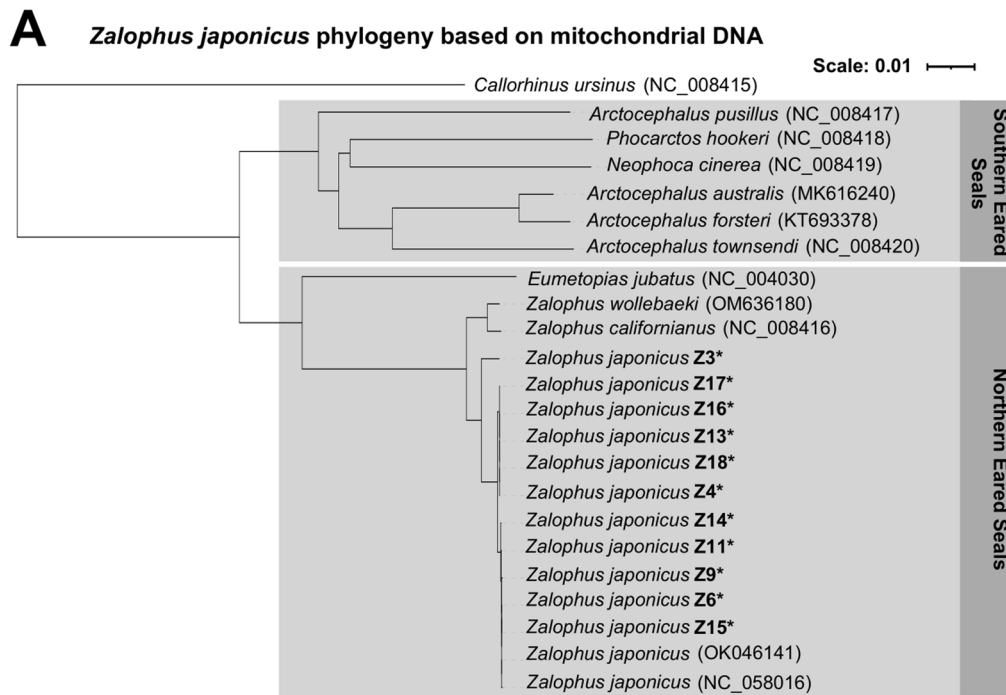 A
Zalophus japonicus phylogeny based on mitochondrial DNA
Scale: 0.01
Callorhinus ursinus (NC_008415)
Arctocephalus pusillus (NC_008417)
Phocarctos hookeri (NC_008418)
Neophoca cinerea (NC_008419)
Arctocephalus australis (MK616240)
Arctocephalus forsteri (KT693378)
Arctocephalus townsendi (NC_008420)
Southern Eared
Seals
Eumetopias jubatus (NC_004030)
Zalophus wollebaeki (OM636180)
Zalophus californianus (NC_008416)
Zalophus japonicus Z3*
Zalophus japonicus Z17*
Zalophus japonicus Z16*
Zalophus japonicus Z13*
Zalophus japonicus Z18*
Zalophus japonicus Z4*
Zalophus japonicus Z14*
Zalophus japonicus Z11*
Zalophus japonicus Z9*
Zalophus japonicus Z6*
Zalophus japonicus Z15*
Zalophus japonicus (OK046141)
Zalophus japonicus (NC_058016)
Northern Eared Seals